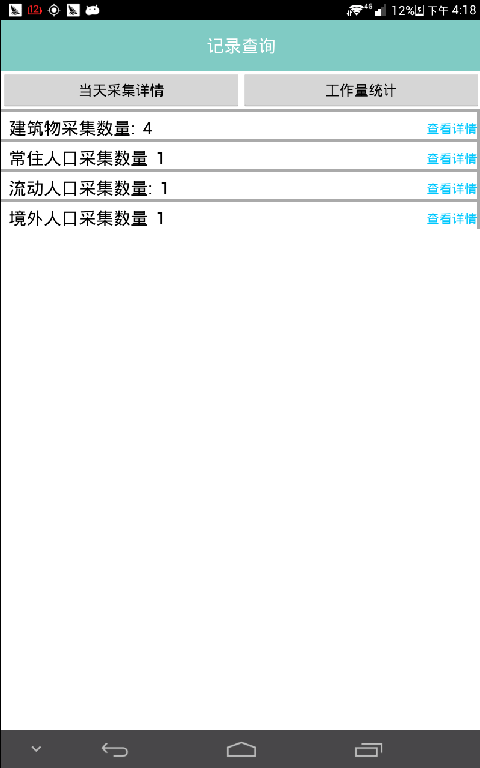 12 4G 12% 下午 4:18
记录查询
当天采集详情 工作量统计
建筑物采集数量: 4 查看详情
常住人口采集数量 1 查看详情
流动人口采集数量: 1 查看详情
境外人口采集数量 1 查看详情